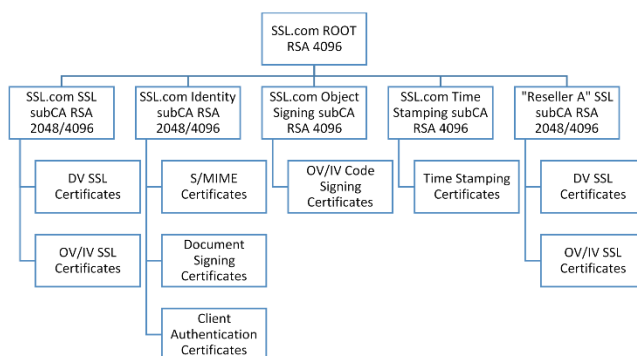 SSL.com ROOT
RSA 4096
SSL.com SSL
subCA RSA
2048/4096
SSL.com Identity
subCA RSA
2048/4096
SSL.com Object
Signing subCA
RSA 4096
SSL.com Time
Stamping subCA
RSA 4096
"Reseller A" SSL
subCA RSA
2048/4096
DV SSL
Certificates
S/MIME
Certificates
OV/IV Code
Signing
Certificates
Time Stamping
Certificates
DV SSL
Certificates
OV/IV SSL
Certificates
Document
Signing
Certificates
OV/IV SSL
Certificates
Client
Authentication
Certificates